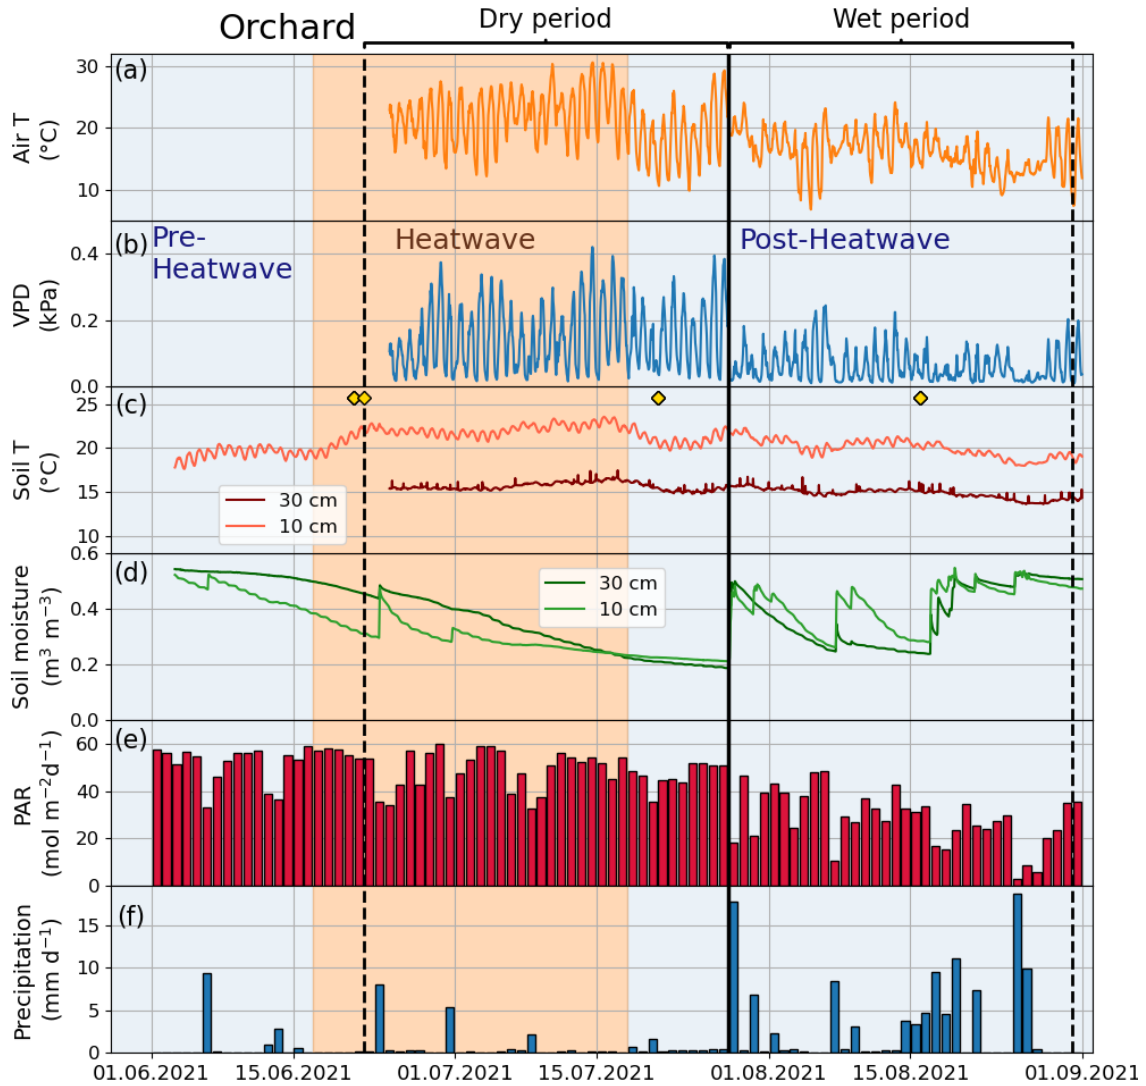 Orchard
Dry period
Wet period
(a)
30
20
10
Air T
(°C)
(b)
Pre-
Heatwave
Heatwave
Post-Heatwave
0.4
0.2
0.0
VPD
(kPa)
(c)
25
20
15
10
Soil T
(°C)
30 cm
10 cm
(d)
0.6
0.4
0.2
0.0
Soil moisture
(m³ m⁻³)
30 cm
10 cm
(e)
60
40
20
0
PAR
(mol m⁻²d⁻¹)
(f)
15
10
5
0
Precipitation
(mm d⁻¹)
01.06.2021
15.06.2021
01.07.2021
15.07.2021
01.08.2021
15.08.2021
01.09.2021